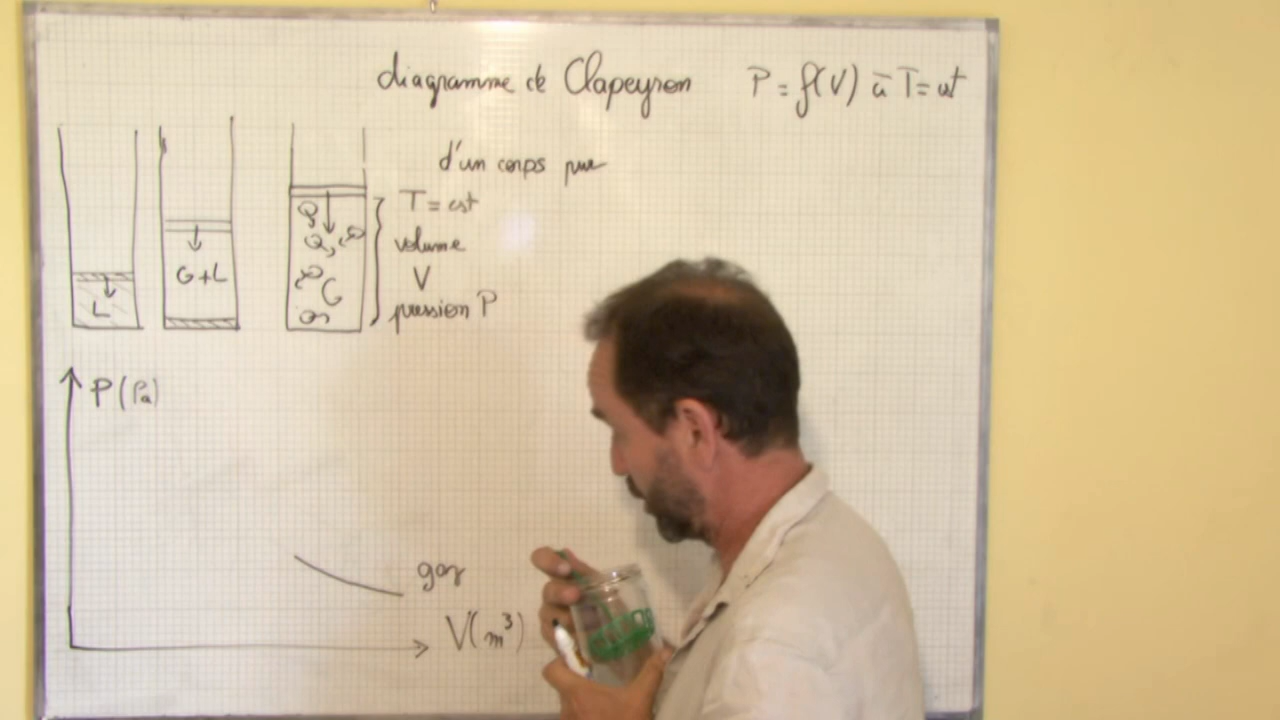 diagramme de Clapeyron P = f(V) à T = cst
d'un corps pur
T = cst
volume
V
pression P
L
G+L
G
P (Pa)
gaz
V(m³)